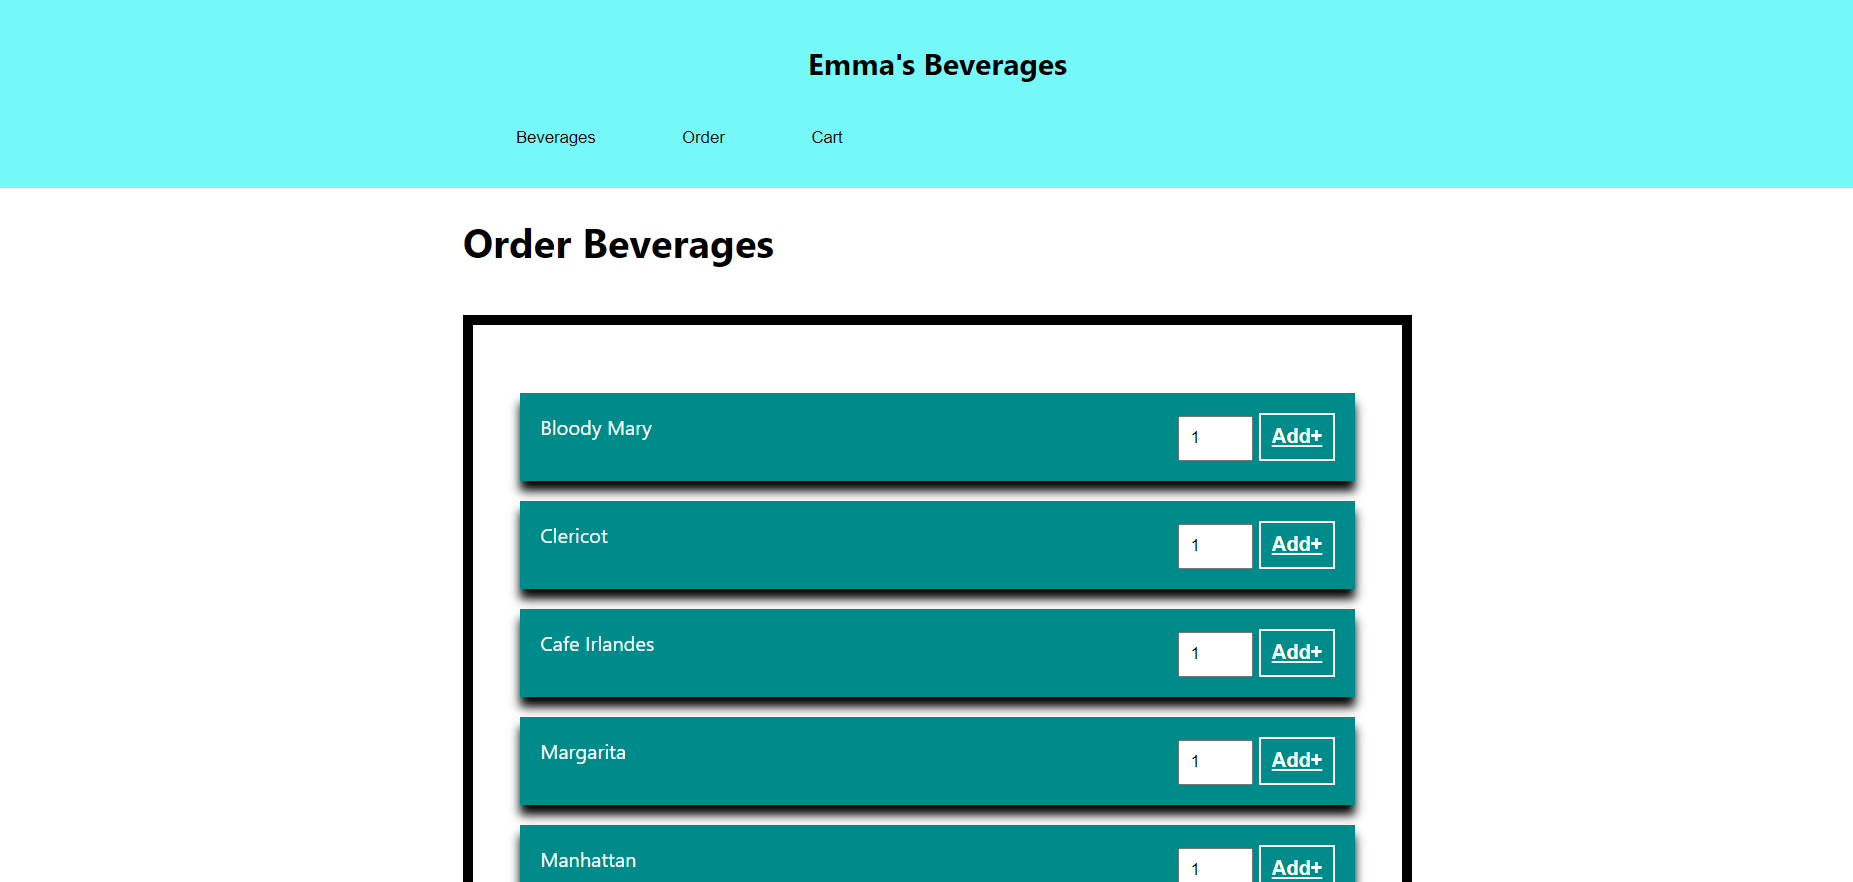 Emma's Beverages
Beverages Order Cart
Order Beverages
Bloody Mary 1 Add+
Clericot 1 Add+
Cafe Irlandes 1 Add+
Margarita 1 Add+
Manhattan 1 Add+